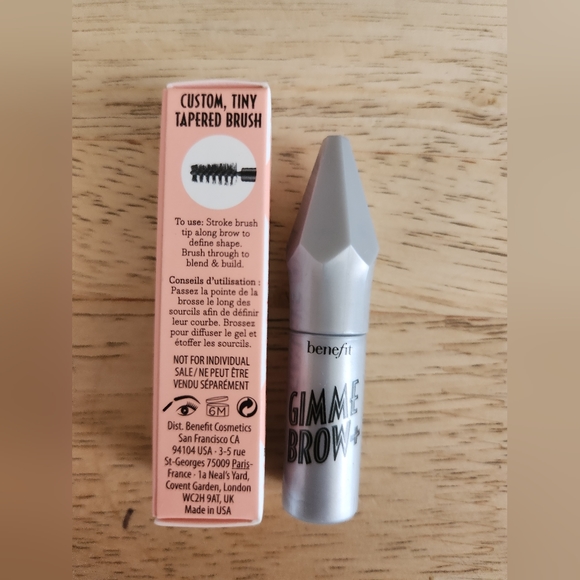 CUSTOM, TINY
TAPERED BRUSH
To use: Stroke brush
tip along brow to
define shape.
Brush through to
blend & build.
Conseils d'utilisation :
Passez la pointe de la
brosse le long des
sourcils afin de définir
leur courbe. Brossez
pour diffuser le gel et
étoffer les sourcils.
NOT FOR INDIVIDUAL
SALE/ NE PEUT ÊTRE
VENDU SÉPARÉMENT
6M
Dist. Benefit Cosmetics
San Francisco CA
94104 USA · 3-5 rue
St-Georges 75009 Paris-
France · 1a Neal's Yard,
Covent Garden, London
WC2H 9AT, UK
Made in USA
benefit
GIMME
BROW+